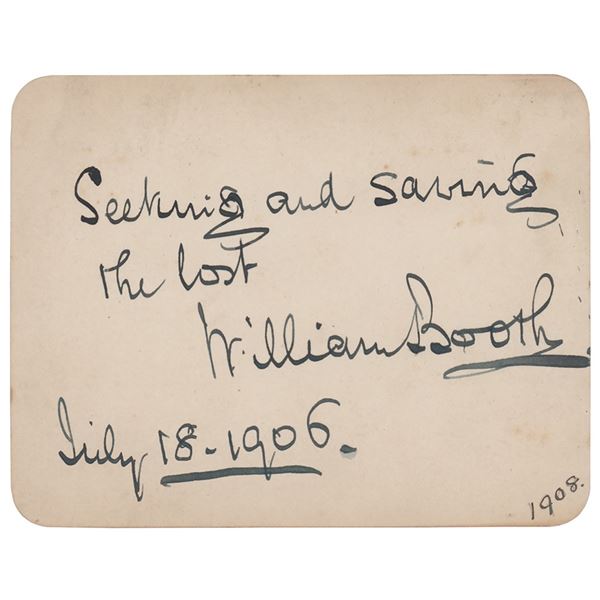 Seeking and saving
the lost
William Booth
July 18-1906.
1908.